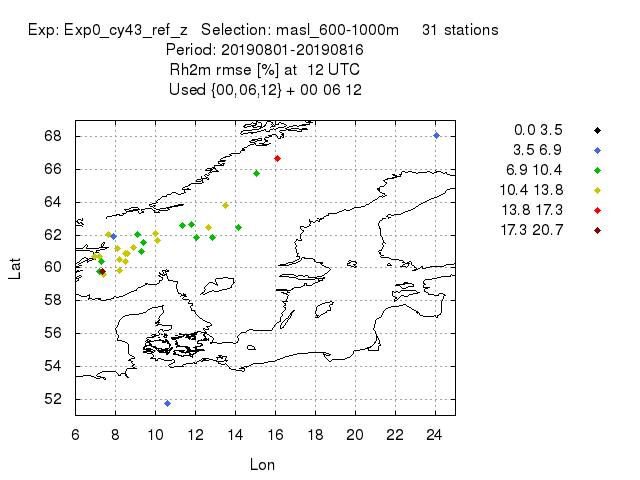 Exp: Exp0_cy43_ref_z   Selection: masl_600-1000m     31 stations
Period: 20190801-20190816
Rh2m rmse [%] at  12 UTC
Used {00,06,12} + 00 06 12
0.0 3.5
3.5 6.9
6.9 10.4
10.4 13.8
13.8 17.3
17.3 20.7
68
66
64
62
60
58
56
54
52
Lat
6 8 10 12 14 16 18 20 22 24
Lon